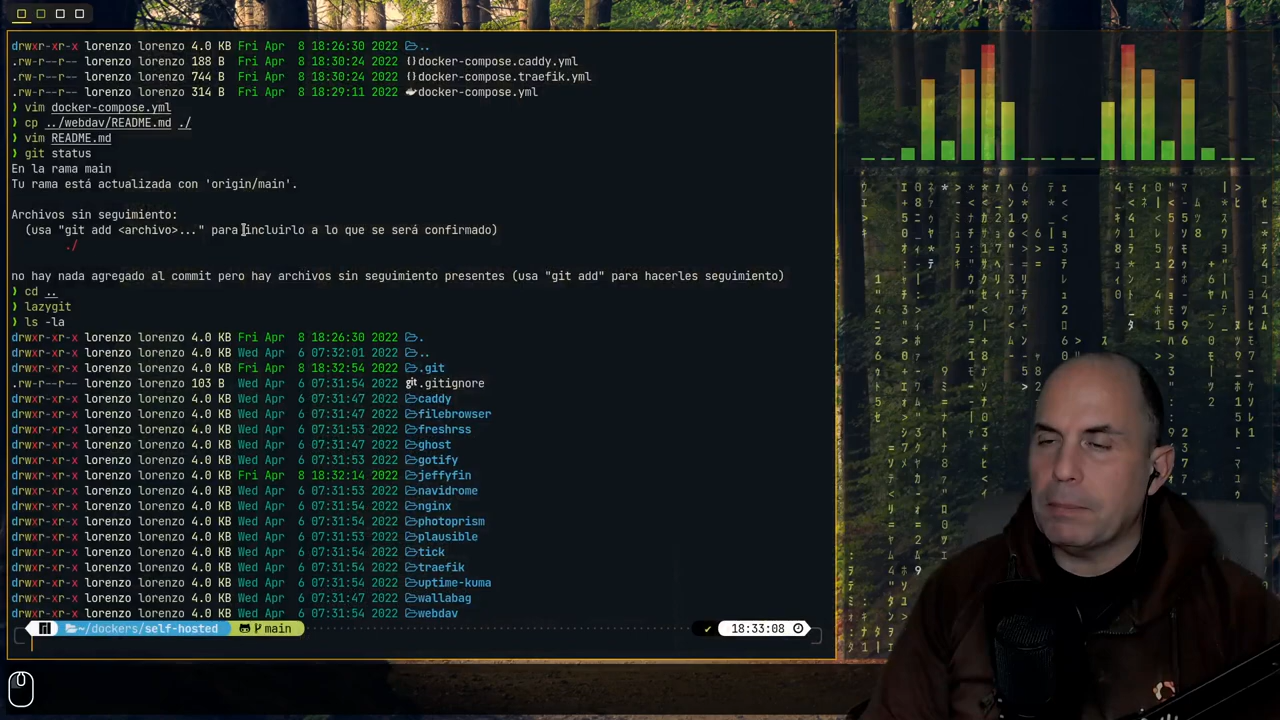 drwxr-xr-x lorenzo lorenzo 4.0 KB Fri Apr  8 18:26:30 2022 ..
.rw-r--r-- lorenzo lorenzo 188 B  Fri Apr  8 18:30:24 2022 docker-compose.caddy.yml
.rw-r--r-- lorenzo lorenzo 744 B  Fri Apr  8 18:30:24 2022 docker-compose.traefik.yml
.rw-r--r-- lorenzo lorenzo 314 B  Fri Apr  8 18:29:11 2022 docker-compose.yml
❯ vim docker-compose.yml
❯ cp ../webdav/README.md ./
❯ vim README.md
❯ git status
En la rama main
Tu rama está actualizada con 'origin/main'.
Archivos sin seguimiento:
(usa "git add <archivo>..." para incluirlo a lo que se será confirmado)
./
no hay nada agregado al commit pero hay archivos sin seguimiento presentes (usa "git add" para hacerles seguimiento)
❯ cd ..
❯ lazygit
❯ ls -la
drwxr-xr-x lorenzo lorenzo 4.0 KB Fri Apr  8 18:26:30 2022 .
drwxr-xr-x lorenzo lorenzo 4.0 KB Wed Apr  6 07:32:01 2022 ..
drwxr-xr-x lorenzo lorenzo 4.0 KB Fri Apr  8 18:32:54 2022 .git
.rw-r--r-- lorenzo lorenzo 103 B  Wed Apr  6 07:31:54 2022 git .gitignore
drwxr-xr-x lorenzo lorenzo 4.0 KB Wed Apr  6 07:31:47 2022 caddy
drwxr-xr-x lorenzo lorenzo 4.0 KB Wed Apr  6 07:31:54 2022 filebrowser
drwxr-xr-x lorenzo lorenzo 4.0 KB Wed Apr  6 07:31:53 2022 freshrss
drwxr-xr-x lorenzo lorenzo 4.0 KB Wed Apr  6 07:31:47 2022 ghost
drwxr-xr-x lorenzo lorenzo 4.0 KB Wed Apr  6 07:31:53 2022 gotify
drwxr-xr-x lorenzo lorenzo 4.0 KB Fri Apr  8 18:32:14 2022 jeffyfin
drwxr-xr-x lorenzo lorenzo 4.0 KB Wed Apr  6 07:31:53 2022 navidrome
drwxr-xr-x lorenzo lorenzo 4.0 KB Wed Apr  6 07:31:54 2022 nginx
drwxr-xr-x lorenzo lorenzo 4.0 KB Wed Apr  6 07:31:54 2022 photoprism
drwxr-xr-x lorenzo lorenzo 4.0 KB Wed Apr  6 07:31:53 2022 plausible
drwxr-xr-x lorenzo lorenzo 4.0 KB Wed Apr  6 07:31:54 2022 tick
drwxr-xr-x lorenzo lorenzo 4.0 KB Wed Apr  6 07:31:54 2022 traefik
drwxr-xr-x lorenzo lorenzo 4.0 KB Wed Apr  6 07:31:54 2022 uptime-kuma
drwxr-xr-x lorenzo lorenzo 4.0 KB Wed Apr  6 07:31:47 2022 wallabag
drwxr-xr-x lorenzo lorenzo 4.0 KB Wed Apr  6 07:31:54 2022 webdav
~/dockers/self-hosted main ✓ 18:33:08